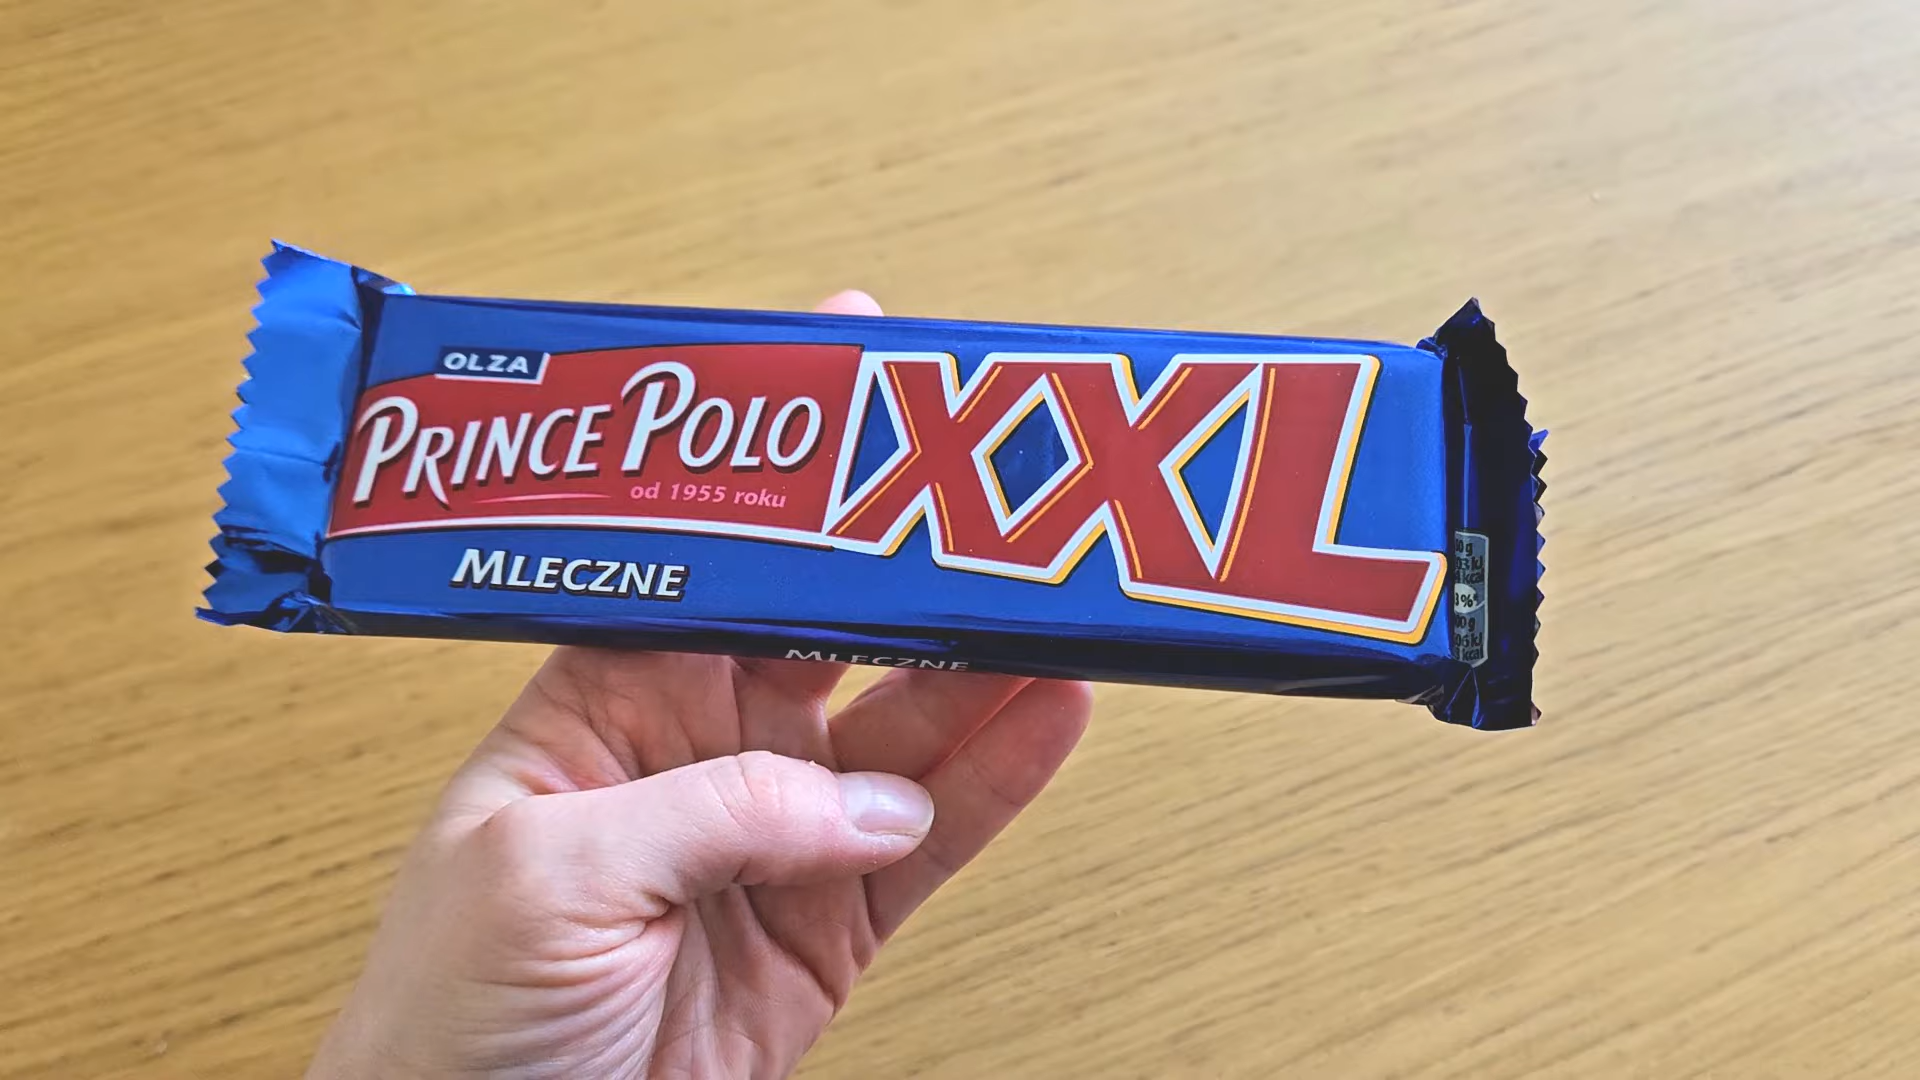 OLZA
PRINCE POLO
od 1955 roku
XXL
MLECZNE
MLECZNE